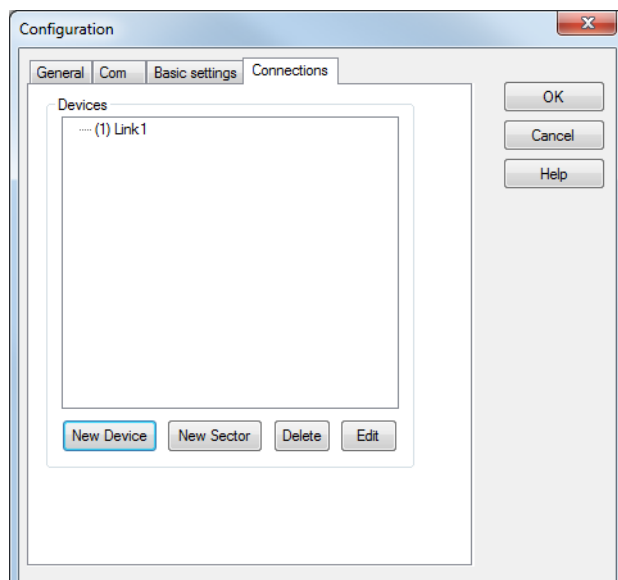 Configuration
General Com Basic settings Connections
Devices
(1) Link1
New Device New Sector Delete Edit
OK
Cancel
Help